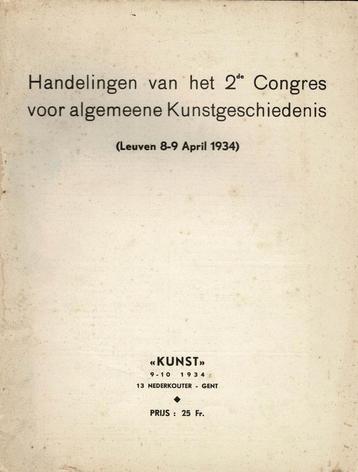 Handelingen van het 2de Congres
voor algemeene Kunstgeschiedenis
(Leuven 8-9 April 1934)
«KUNST»
9-10 1934
13 NEDERKOUTER - GENT
PRIJS : 25 Fr.